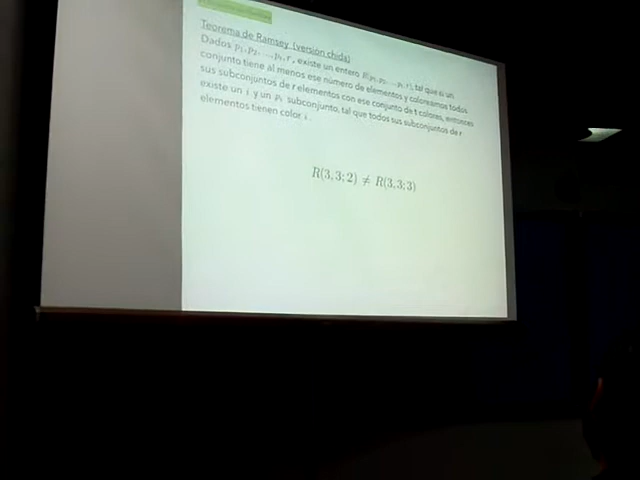 Teorema de Ramsey (versión chida)
Dados p₁, p₂, ..., pₜ, r, existe un entero R(p₁, p₂, ..., pₜ; r), tal que si un
conjunto tiene al menos ese número de elementos y coloreamos todos
sus subconjuntos de r elementos con ese conjunto de t colores, entonces
existe un i y un pᵢ subconjunto, tal que todos sus subconjuntos de r
elementos tienen color i.
R(3,3;2) ≠ R(3,3;3)